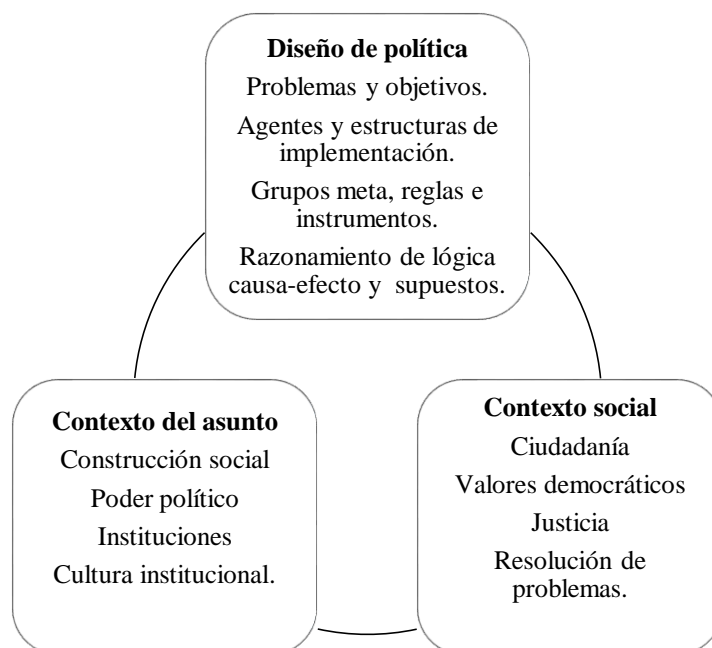 Diseño de política
Problemas y objetivos.
Agentes y estructuras de
implementación.
Grupos meta, reglas e
instrumentos.
Razonamiento de lógica
causa-efecto y supuestos.
Contexto del asunto
Construcción social
Poder político
Instituciones
Cultura institucional.
Contexto social
Ciudadanía
Valores democráticos
Justicia
Resolución de
problemas.